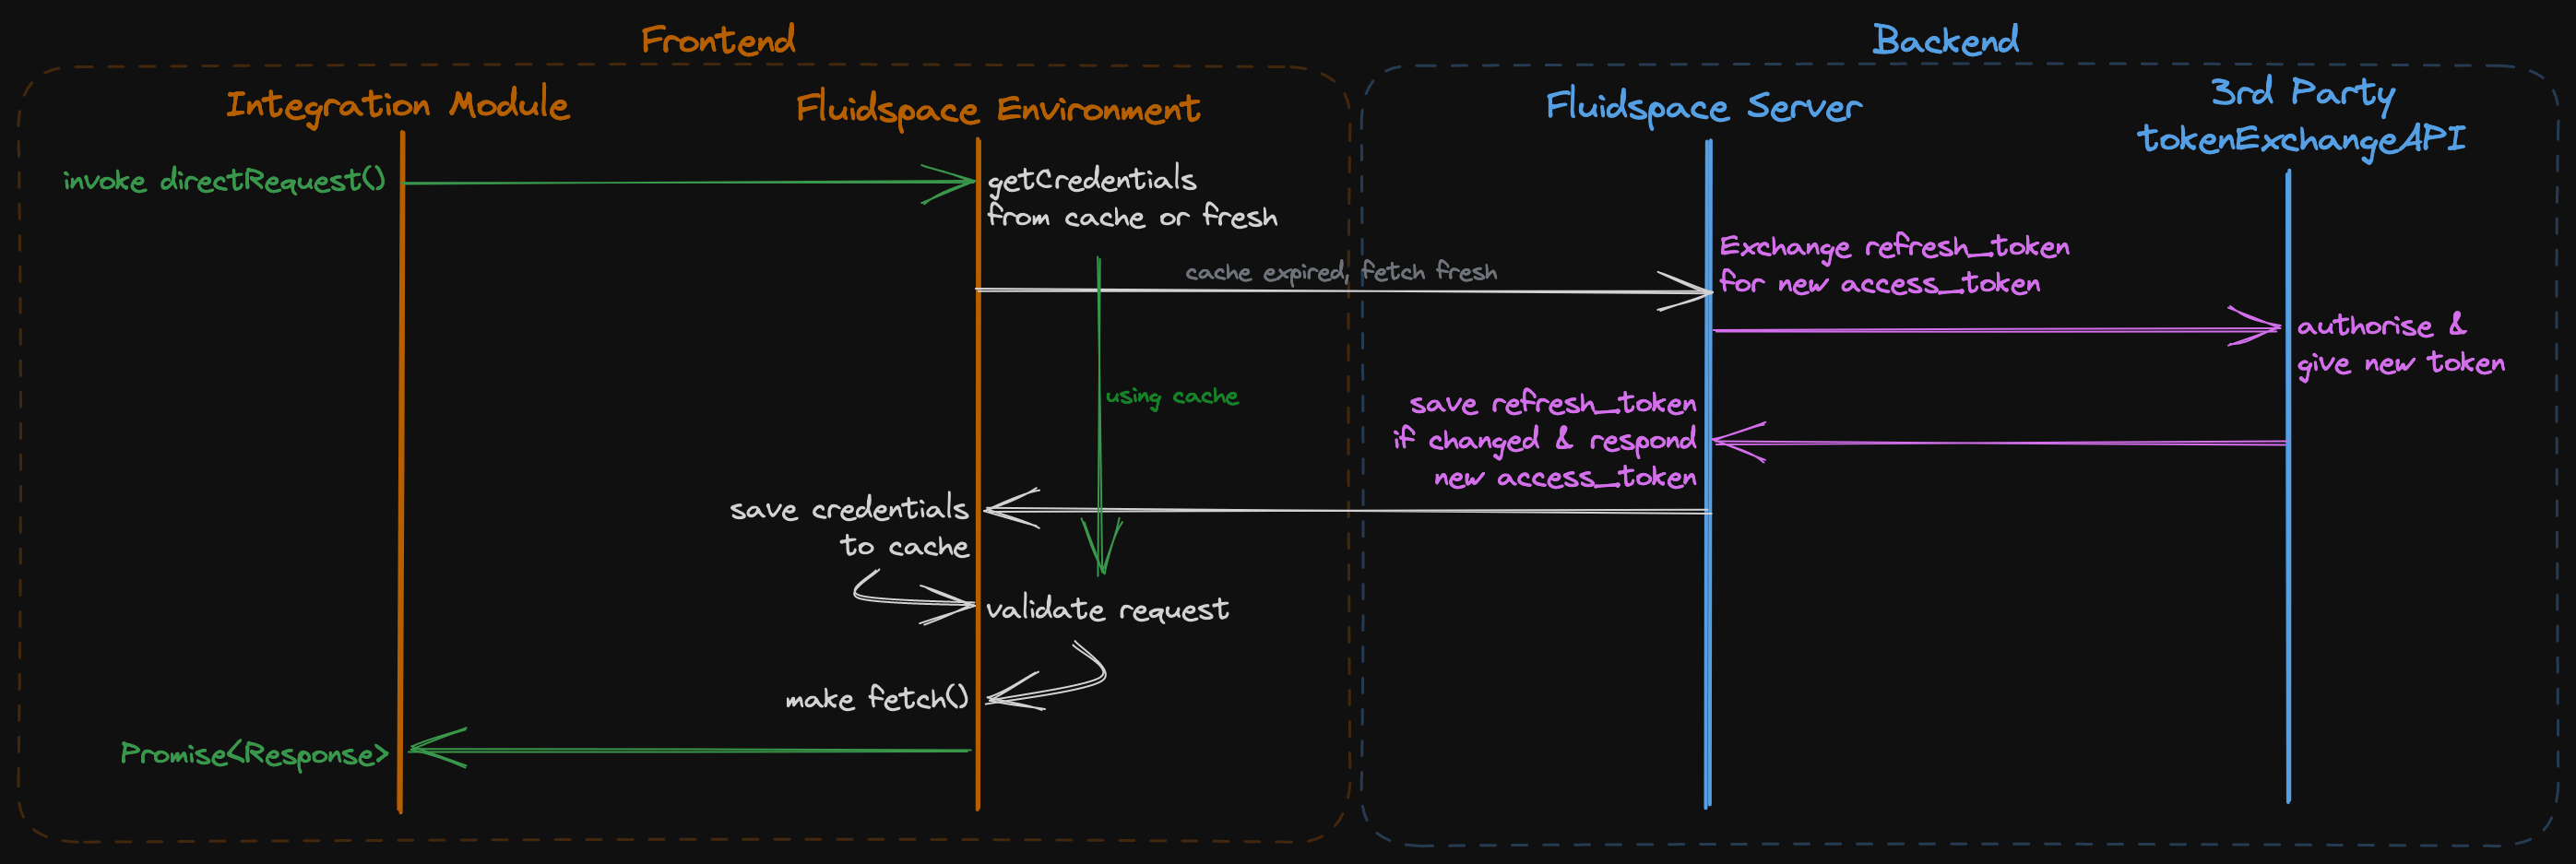 Frontend
Backend
Integration Module
Fluidspace Environment
Fluidspace Server
3rd Party
tokenExchangeAPI
invoke directRequest()
getCredentials
from cache or fresh
cache expired, fetch fresh
Exchange refresh_token
for new access_token
authorise &
give new token
using cache
save refresh_token
if changed & respond
new access_token
save credentials
to cache
validate request
make fetch()
Promise<Response>